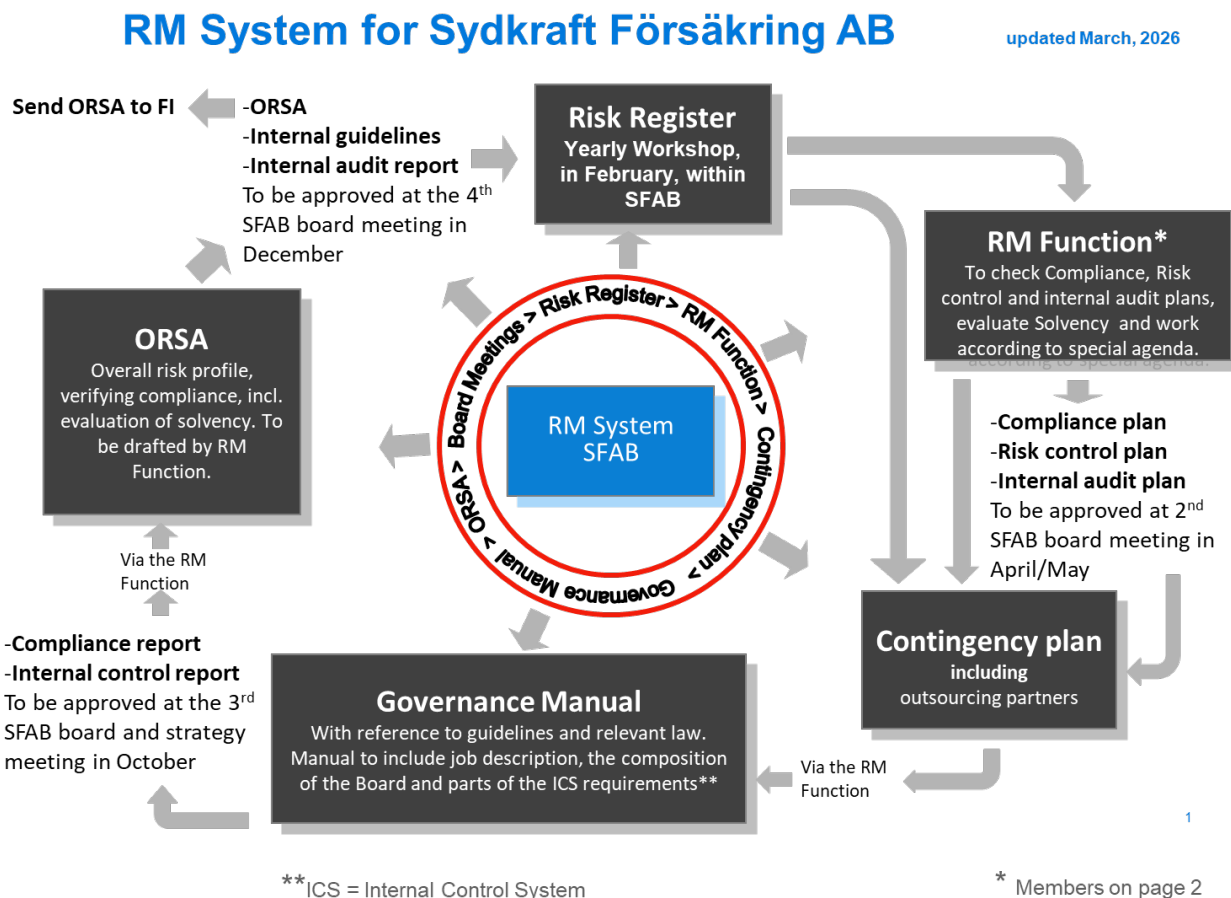 RM System for Sydkraft Försäkring AB
updated March, 2026
Send ORSA to FI
-ORSA
-Internal guidelines
-Internal audit report
To be approved at the 4th
SFAB board meeting in
December
Risk Register
Yearly Workshop,
in February, within
SFAB
RM Function*
To check Compliance, Risk
control and internal audit plans,
evaluate Solvency and work
according to special agenda.
ORSA
Overall risk profile,
verifying compliance, incl.
evaluation of solvency. To
be drafted by RM
Function.
Board Meetings > Risk Register > RM Function > Contingency plan > Governance Manual > ORSA >
RM System
SFAB
-Compliance plan
-Risk control plan
-Internal audit plan
To be approved at 2nd
SFAB board meeting in
April/May
Via the RM
Function
-Compliance report
-Internal control report
To be approved at the 3rd
SFAB board and strategy
meeting in October
Governance Manual
With reference to guidelines and relevant law.
Manual to include job description, the composition
of the Board and parts of the ICS requirements**
Contingency plan
including
outsourcing partners
Via the RM
Function
1
**ICS = Internal Control System
* Members on page 2